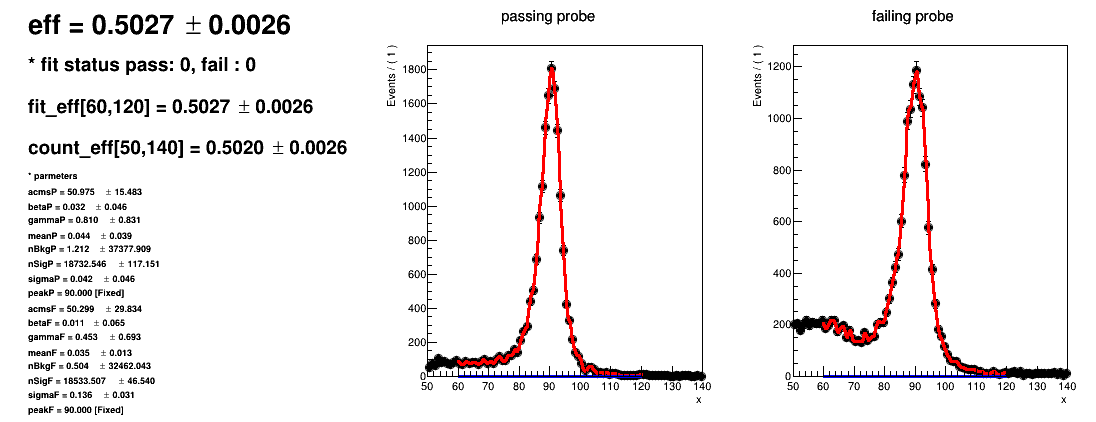 eff = 0.5027 ± 0.0026
* fit status pass: 0, fail : 0
fit_eff[60,120] = 0.5027 ± 0.0026
count_eff[50,140] = 0.5020 ± 0.0026
* parmeters
acmsP = 50.975 ± 15.483
betaP = 0.032 ± 0.046
gammaP = 0.810 ± 0.831
meanP = 0.044 ± 0.039
nBkgP = 1.212 ± 37377.909
nSigP = 18732.546 ± 117.151
sigmaP = 0.042 ± 0.046
peakP = 90.000 [Fixed]
acmsF = 50.299 ± 29.834
betaF = 0.011 ± 0.065
gammaF = 0.453 ± 0.693
meanF = 0.035 ± 0.013
nBkgF = 0.504 ± 32462.043
nSigF = 18533.507 ± 46.540
sigmaF = 0.136 ± 0.031
peakF = 90.000 [Fixed]
passing probe
Events / ( 1 )
1800
1600
1400
1200
1000
800
600
400
200
0
50 60 70 80 90 100 110 120 130 140
x
failing probe
Events / ( 1 )
1200
1000
800
600
400
200
0
50 60 70 80 90 100 110 120 130 140
x